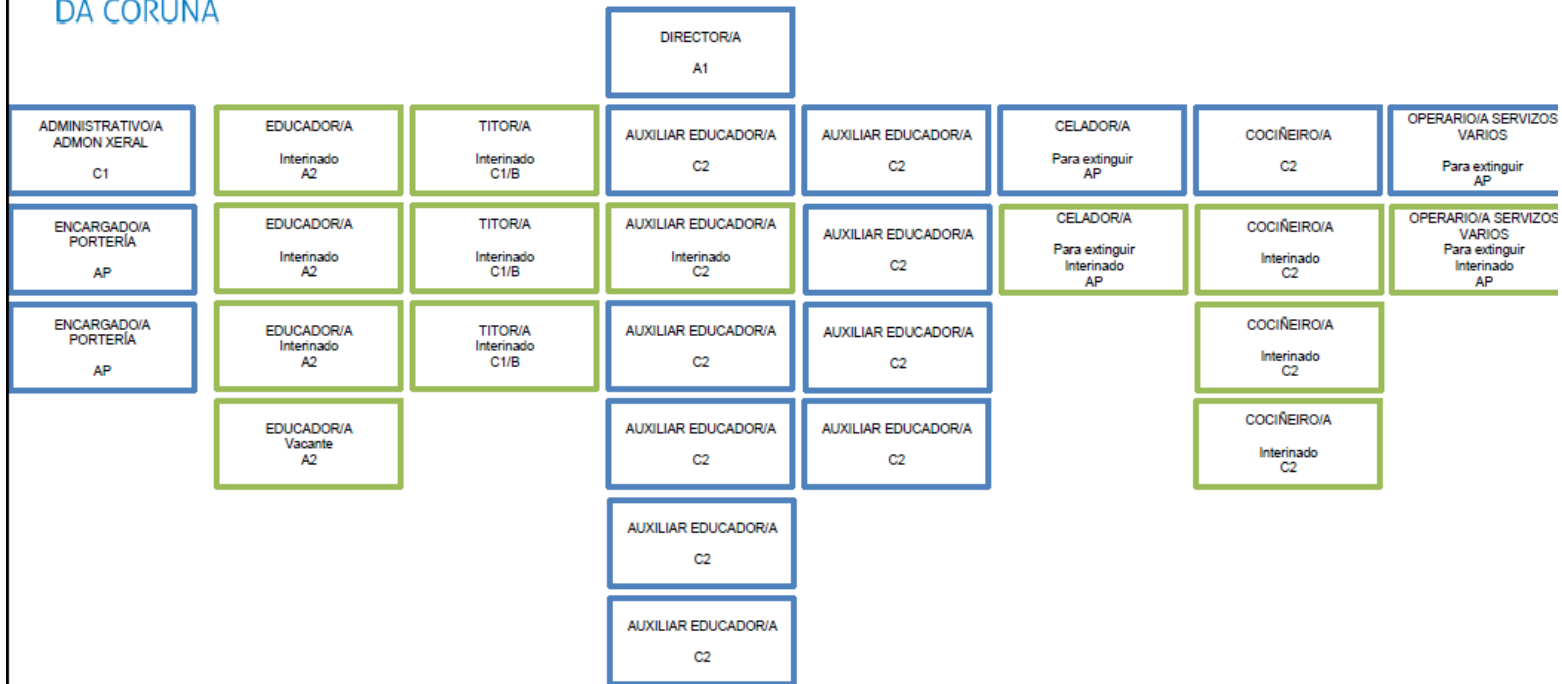 DA CORUÑA
DIRECTOR/A
A1
ADMINISTRATIVO/A
ADMON XERAL
C1
EDUCADOR/A
Interinado
A2
TITOR/A
Interinado
C1/B
AUXILIAR EDUCADOR/A
C2
AUXILIAR EDUCADOR/A
C2
CELADOR/A
Para extinguir
AP
COCIÑEIRO/A
C2
OPERARIO/A SERVIZOS
VARIOS
Para extinguir
AP
ENCARGADO/A
PORTERÍA
AP
EDUCADOR/A
Interinado
A2
TITOR/A
Interinado
C1/B
AUXILIAR EDUCADOR/A
Interinado
C2
AUXILIAR EDUCADOR/A
C2
CELADOR/A
Para extinguir
Interinado
AP
COCIÑEIRO/A
Interinado
C2
OPERARIO/A SERVIZOS
VARIOS
Para extinguir
Interinado
AP
ENCARGADO/A
PORTERÍA
AP
EDUCADOR/A
Interinado
A2
TITOR/A
Interinado
C1/B
AUXILIAR EDUCADOR/A
C2
AUXILIAR EDUCADOR/A
C2
COCIÑEIRO/A
Interinado
C2
EDUCADOR/A
Vacante
A2
AUXILIAR EDUCADOR/A
C2
AUXILIAR EDUCADOR/A
C2
COCIÑEIRO/A
Interinado
C2
AUXILIAR EDUCADOR/A
C2
AUXILIAR EDUCADOR/A
C2